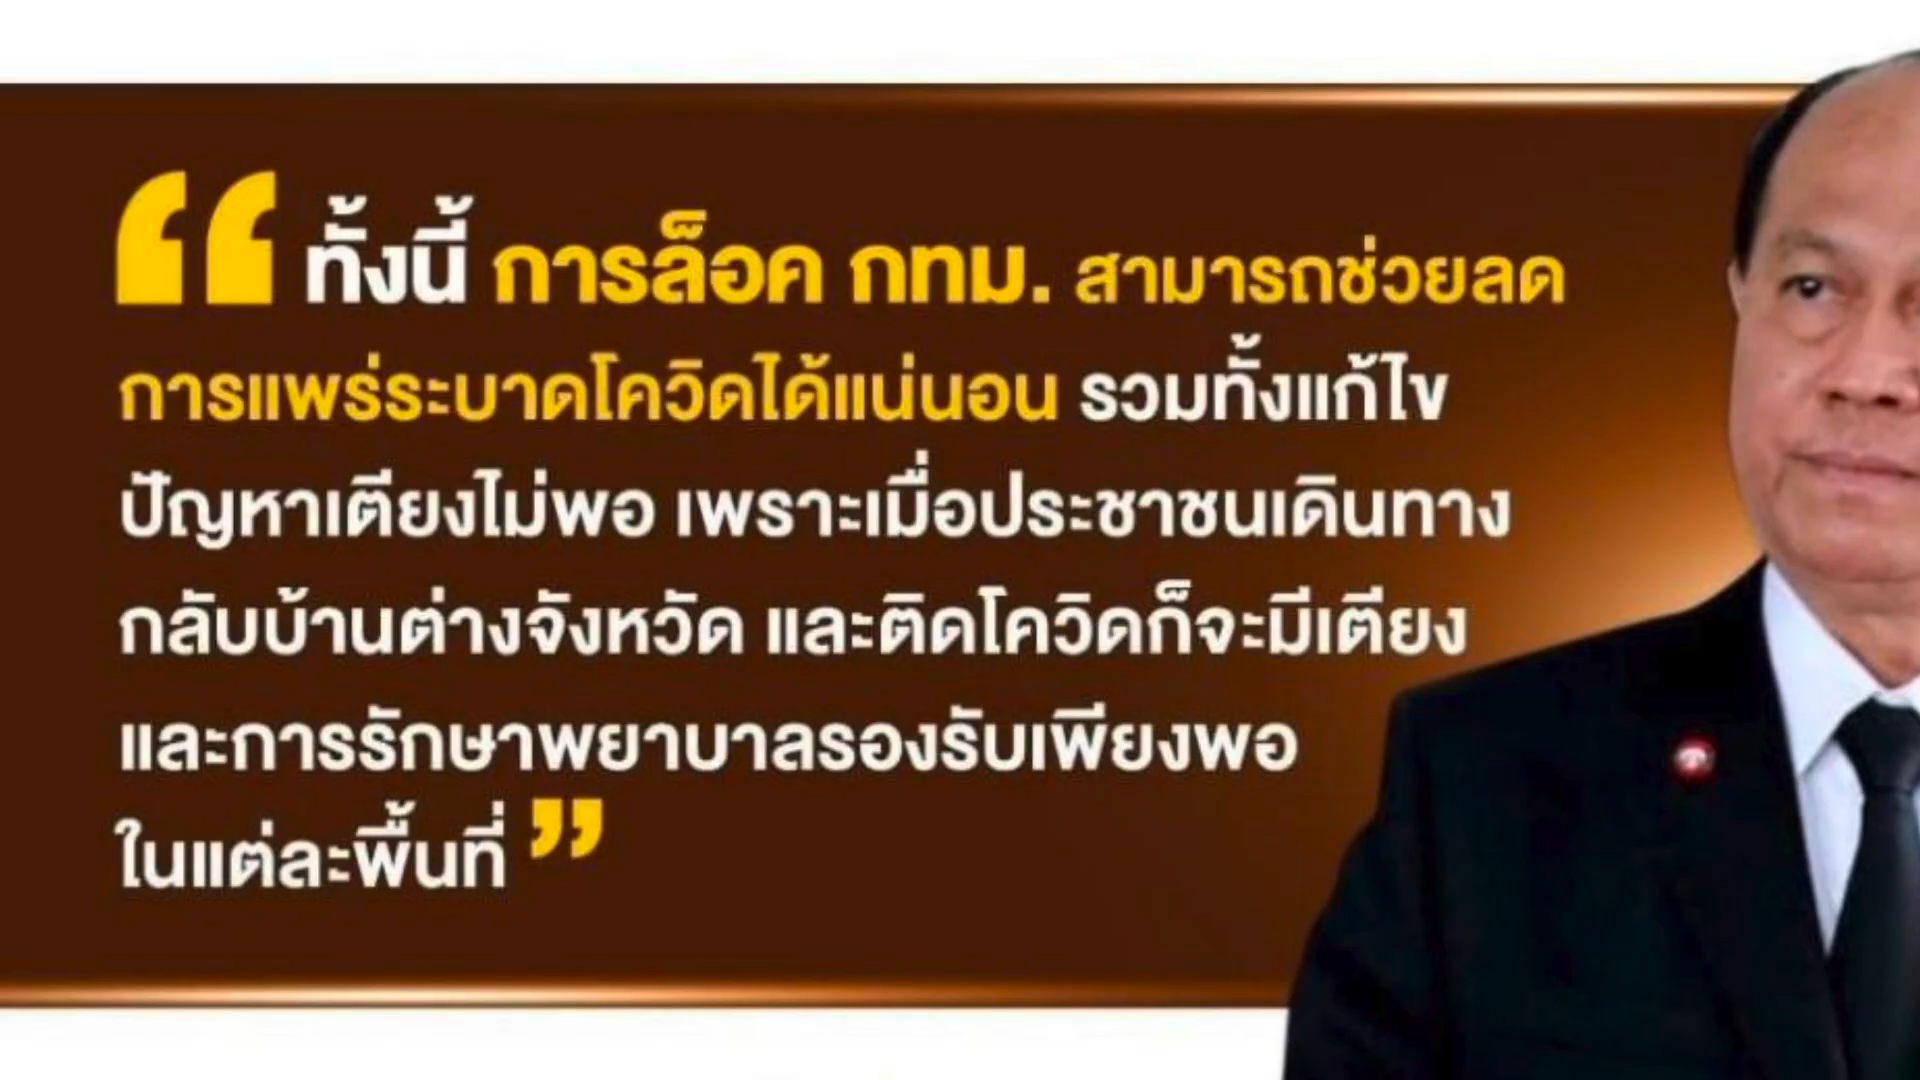 “ ทั้งนี้ การล็อค กทม. สามารถช่วยลด
การแพร่ระบาดโควิดได้แน่นอน รวมทั้งแก้ไข
ปัญหาเตียงไม่พอ เพราะเมื่อประชาชนเดินทาง
กลับบ้านต่างจังหวัด และติดโควิดก็จะมีเตียง
และการรักษาพยาบาลรองรับเพียงพอ
ในแต่ละพื้นที่ ”